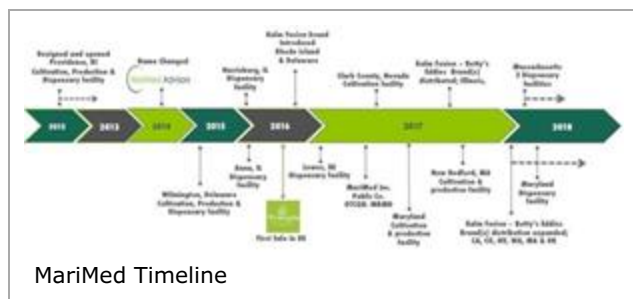 Designed and opened
Providence, RI
Cultivation, Production &
Dispensary facility
Name Changed
Harrisburg, IL
Dispensary
facility
Kalm Fusion Brand
Introduced
Rhode Island
& Delaware
Clark County, Nevada
Cultivation facility
Kalm Fusion – Betty's
Eddies Brand(s)
distributed; Illinois,
Massachusetts
2 Dispensary
facilities
2013
2014
2015
2016
2017
2018
Wilmington, Delaware
Cultivation, Production &
Dispensary facility
Anna, IL
Dispensary
facility
First Sale in RI
Lewes, DE
Dispensary facility
MariMed Inc.
Public Co.
OTCQB: MRMD
Maryland
Cultivation
& production
facility
New Bedford, MA
Cultivation &
production facility
Maryland
Dispensary
facility
Kalm Fusion – Betty's Eddies
Brand(s) distribution expanded;
MariMed Timeline